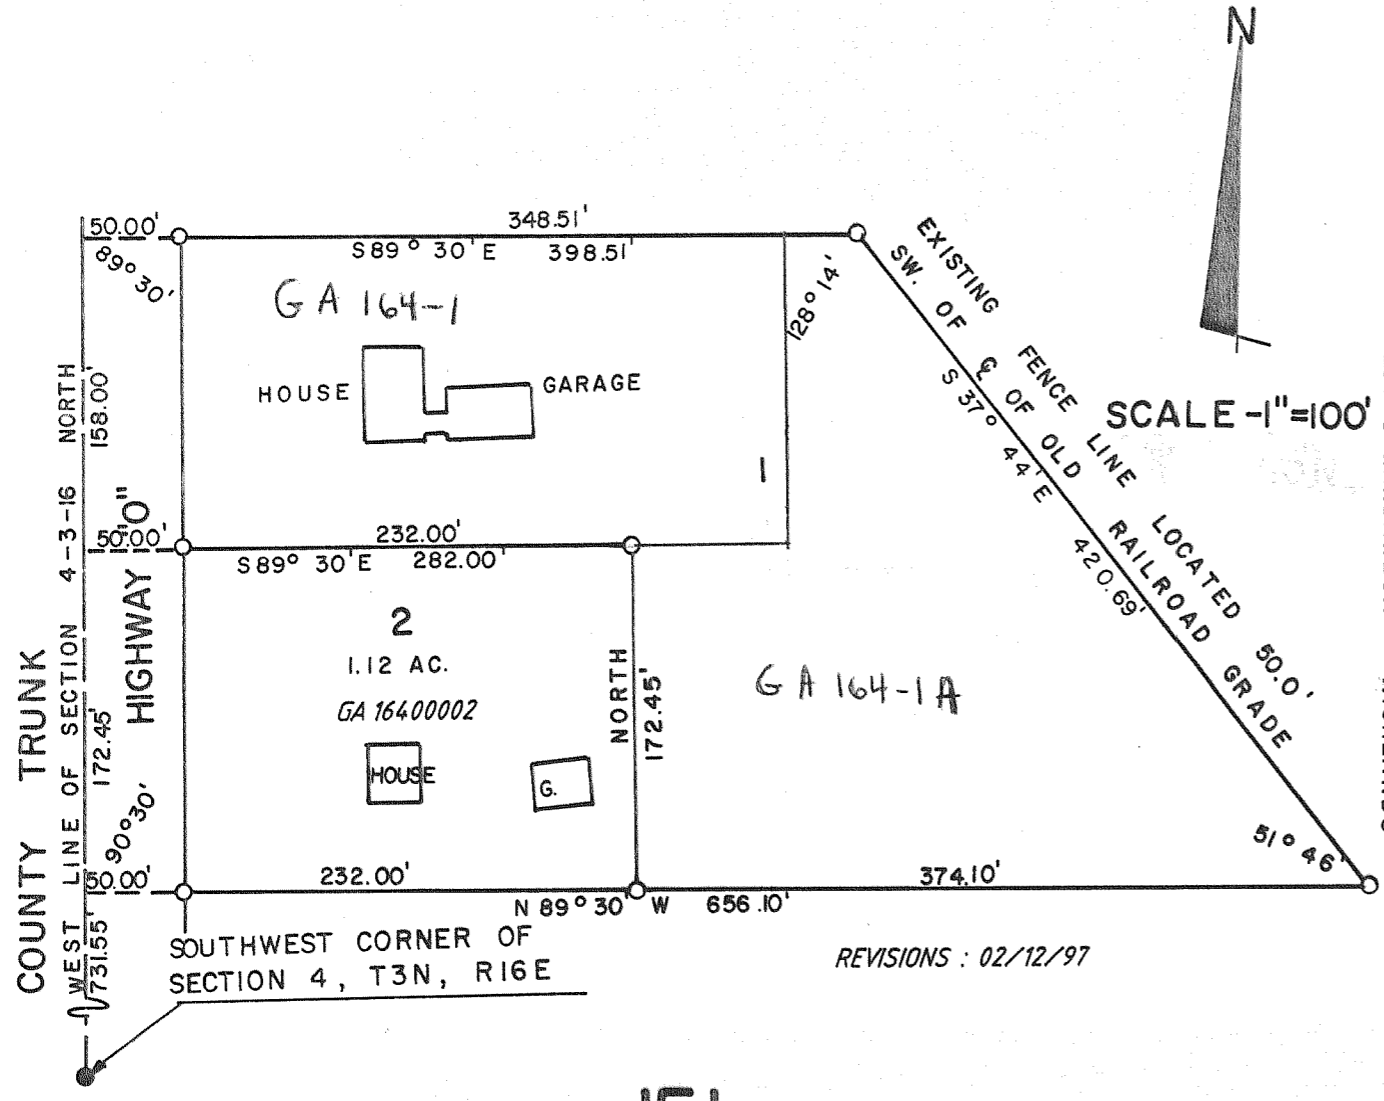 N
50.00'
348.51'
S89° 30' E 398.51'
89° 30'
GA 164-1
128° 14'
EXISTING FENCE LINE LOCATED 50.0'
SW. OF ℄ OF OLD RAILROAD GRADE
S 37° 44' E
420.69'
HOUSE
GARAGE
SCALE -1"=100'
158.00'
1
50.00'
232.00'
S89° 30' E 282.00'
COUNTY TRUNK
HIGHWAY "O"
WEST LINE OF SECTION 4-3-16 NORTH
2
1.12 AC.
GA 16400002
NORTH
172.45'
GA 164-1A
172.45'
HOUSE
G.
90° 30'
51° 46'
50.00'
232.00'
374.10'
N 89° 30' W 656.10'
731.55'
SOUTHWEST CORNER OF
SECTION 4, T3N, R16E
REVISIONS : 02/12/97